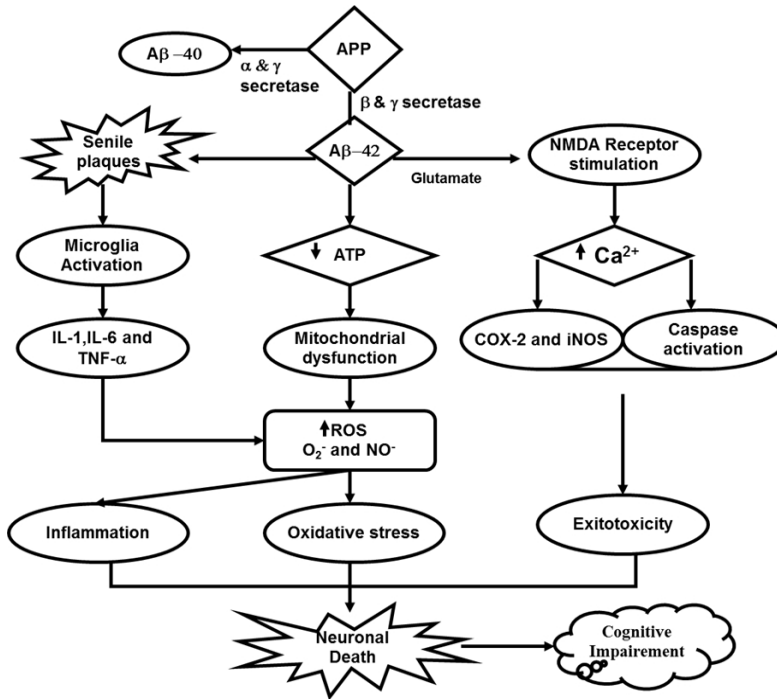 APP
Aβ –40
α & γ
secretase
β & γ secretase
Senile
plaques
Aβ–42
Glutamate
NMDA Receptor
stimulation
Microglia
Activation
ATP
Ca²⁺
IL-1,IL-6 and
TNF-α
Mitochondrial
dysfunction
COX-2 and iNOS
Caspase
activation
ROS
O₂⁻ and NO⁻
Inflammation
Oxidative stress
Exitotoxicity
Neuronal
Death
Cognitive
Impairement